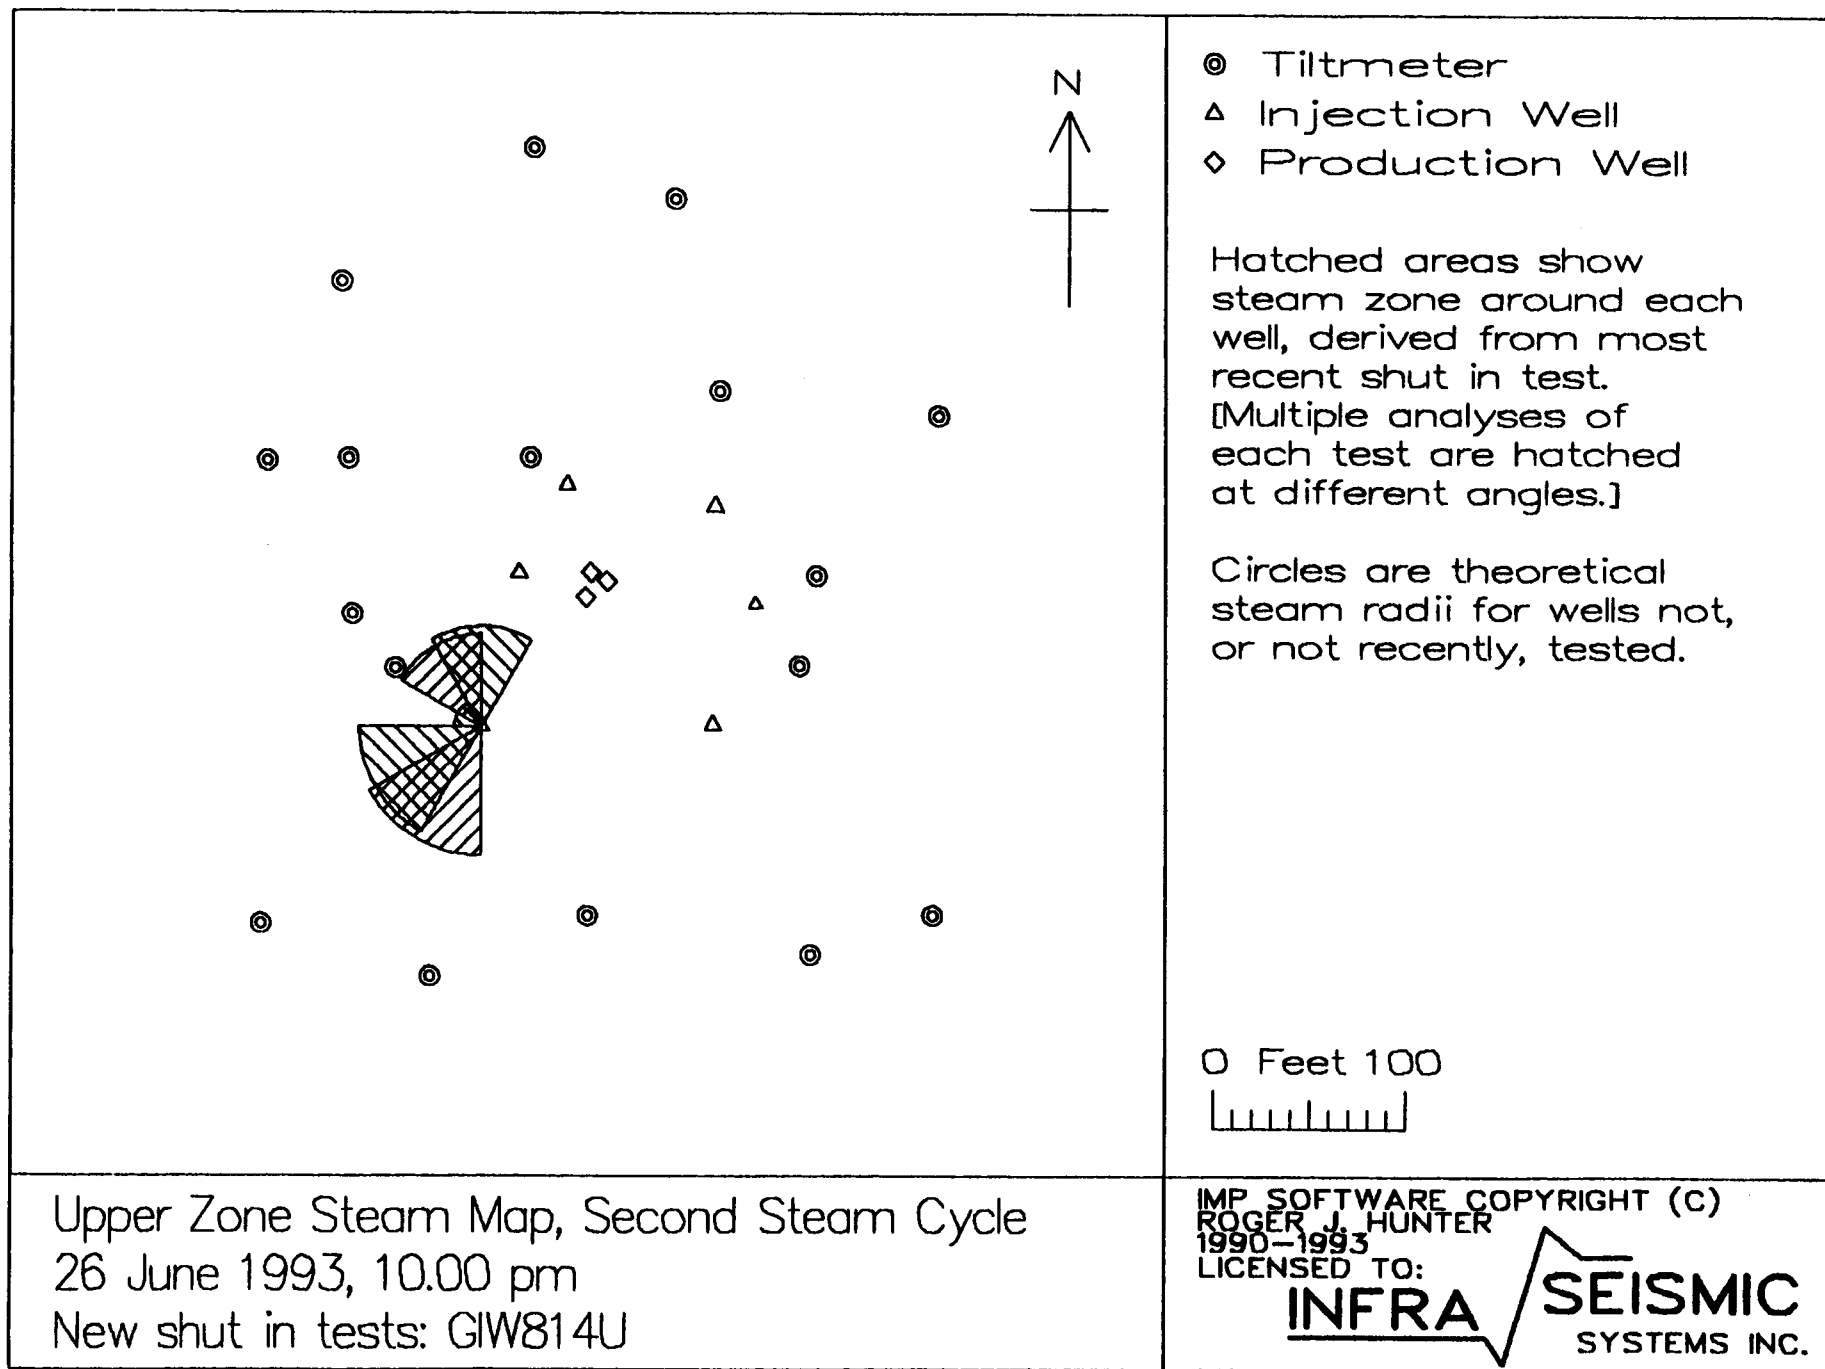 N
Tiltmeter
Injection Well
Production Well
Hatched areas show
steam zone around each
well, derived from most
recent shut in test.
[Multiple analyses of
each test are hatched
at different angles.]
Circles are theoretical
steam radii for wells not,
or not recently, tested.
0 Feet 100
Upper Zone Steam Map, Second Steam Cycle
26 June 1993, 10.00 pm
New shut in tests: GIW814U
IMP SOFTWARE COPYRIGHT (C)
ROGER J. HUNTER
1990-1993
LICENSED TO:
INFRA SEISMIC
SYSTEMS INC.